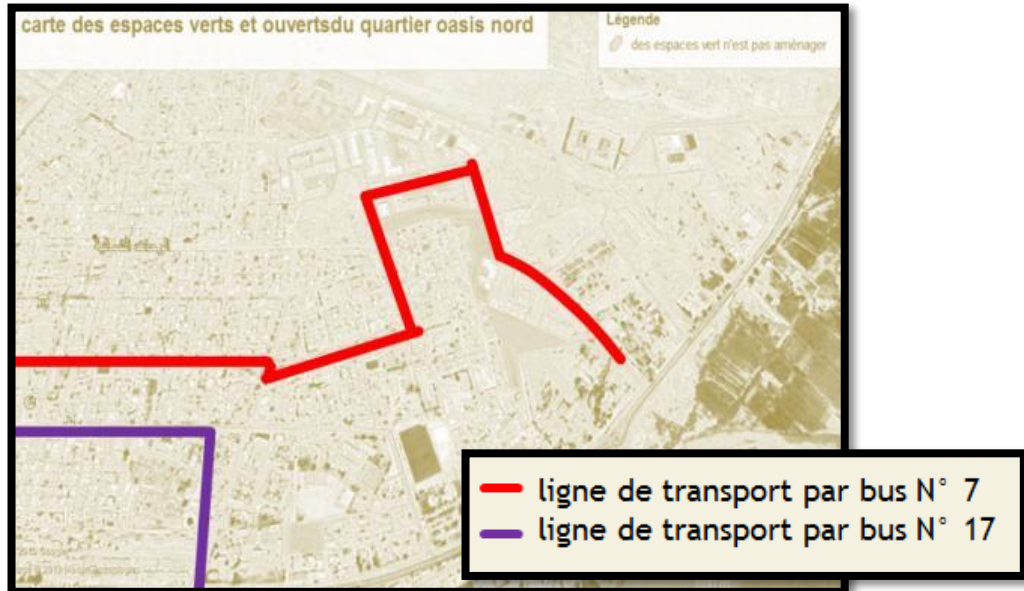 carte des espaces verts et ouvertsdu quartier oasis nord
Légende
des espaces vert n'est pas aménager
ligne de transport par bus N° 7
ligne de transport par bus N° 17